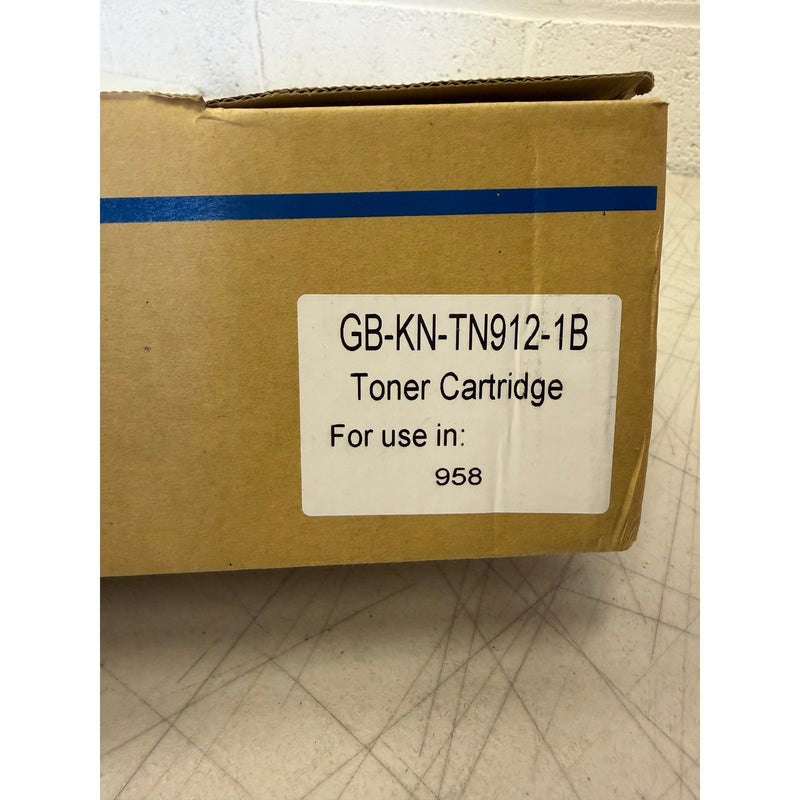 GB-KN-TN912-1B
Toner Cartridge
For use in:
958